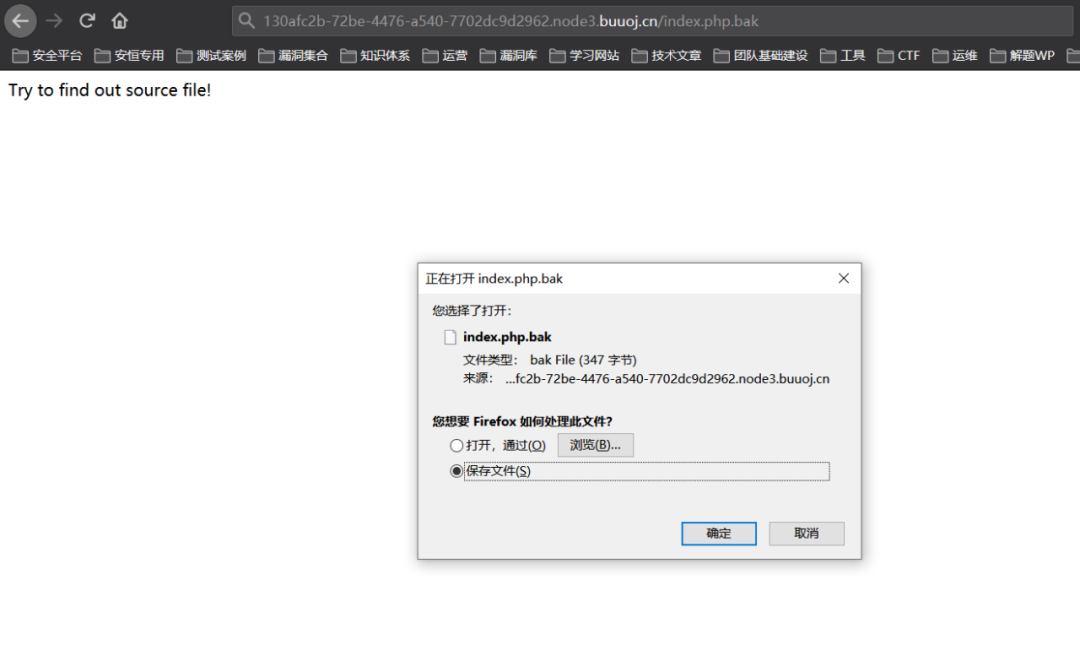 130afc2b-72be-4476-a540-7702dc9d2962.node3.buuoj.cn/index.php.bak
安全平台 安恒专用 测试案例 漏洞集合 知识体系 运营 漏洞库 学习网站 技术文章 团队基础建设 工具 CTF 运维 解题WP
Try to find out source file!
正在打开 index.php.bak
您选择了打开：
index.php.bak
文件类型： bak File (347 字节)
来源： ...fc2b-72be-4476-a540-7702dc9d2962.node3.buuoj.cn
您想要 Firefox 如何处理此文件？
打开，通过(O) 浏览(B)...
保存文件(S)
确定 取消